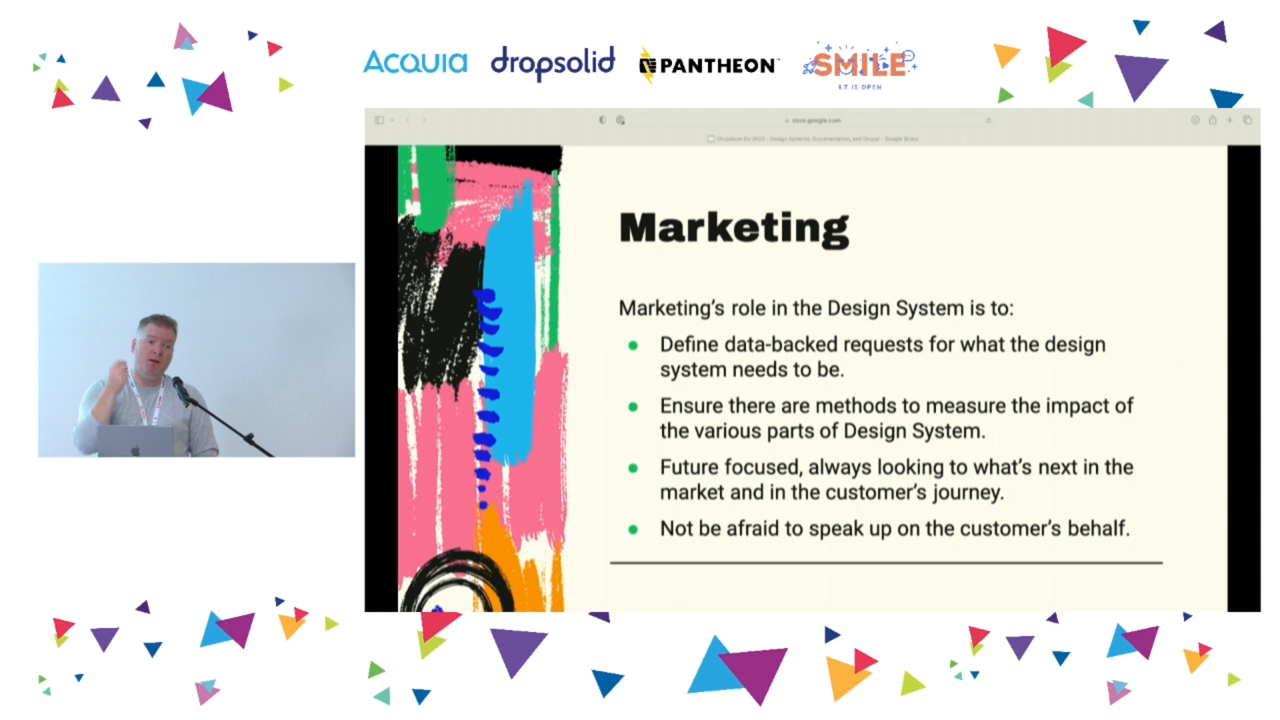 Acquia dropsolid PANTHEON SMILE
I.T IS OPEN
docs.google.com
Marketing
Marketing's role in the Design System is to:
Define data-backed requests for what the design
system needs to be.
Ensure there are methods to measure the impact of
the various parts of Design System.
Future focused, always looking to what's next in the
market and in the customer's journey.
Not be afraid to speak up on the customer's behalf.